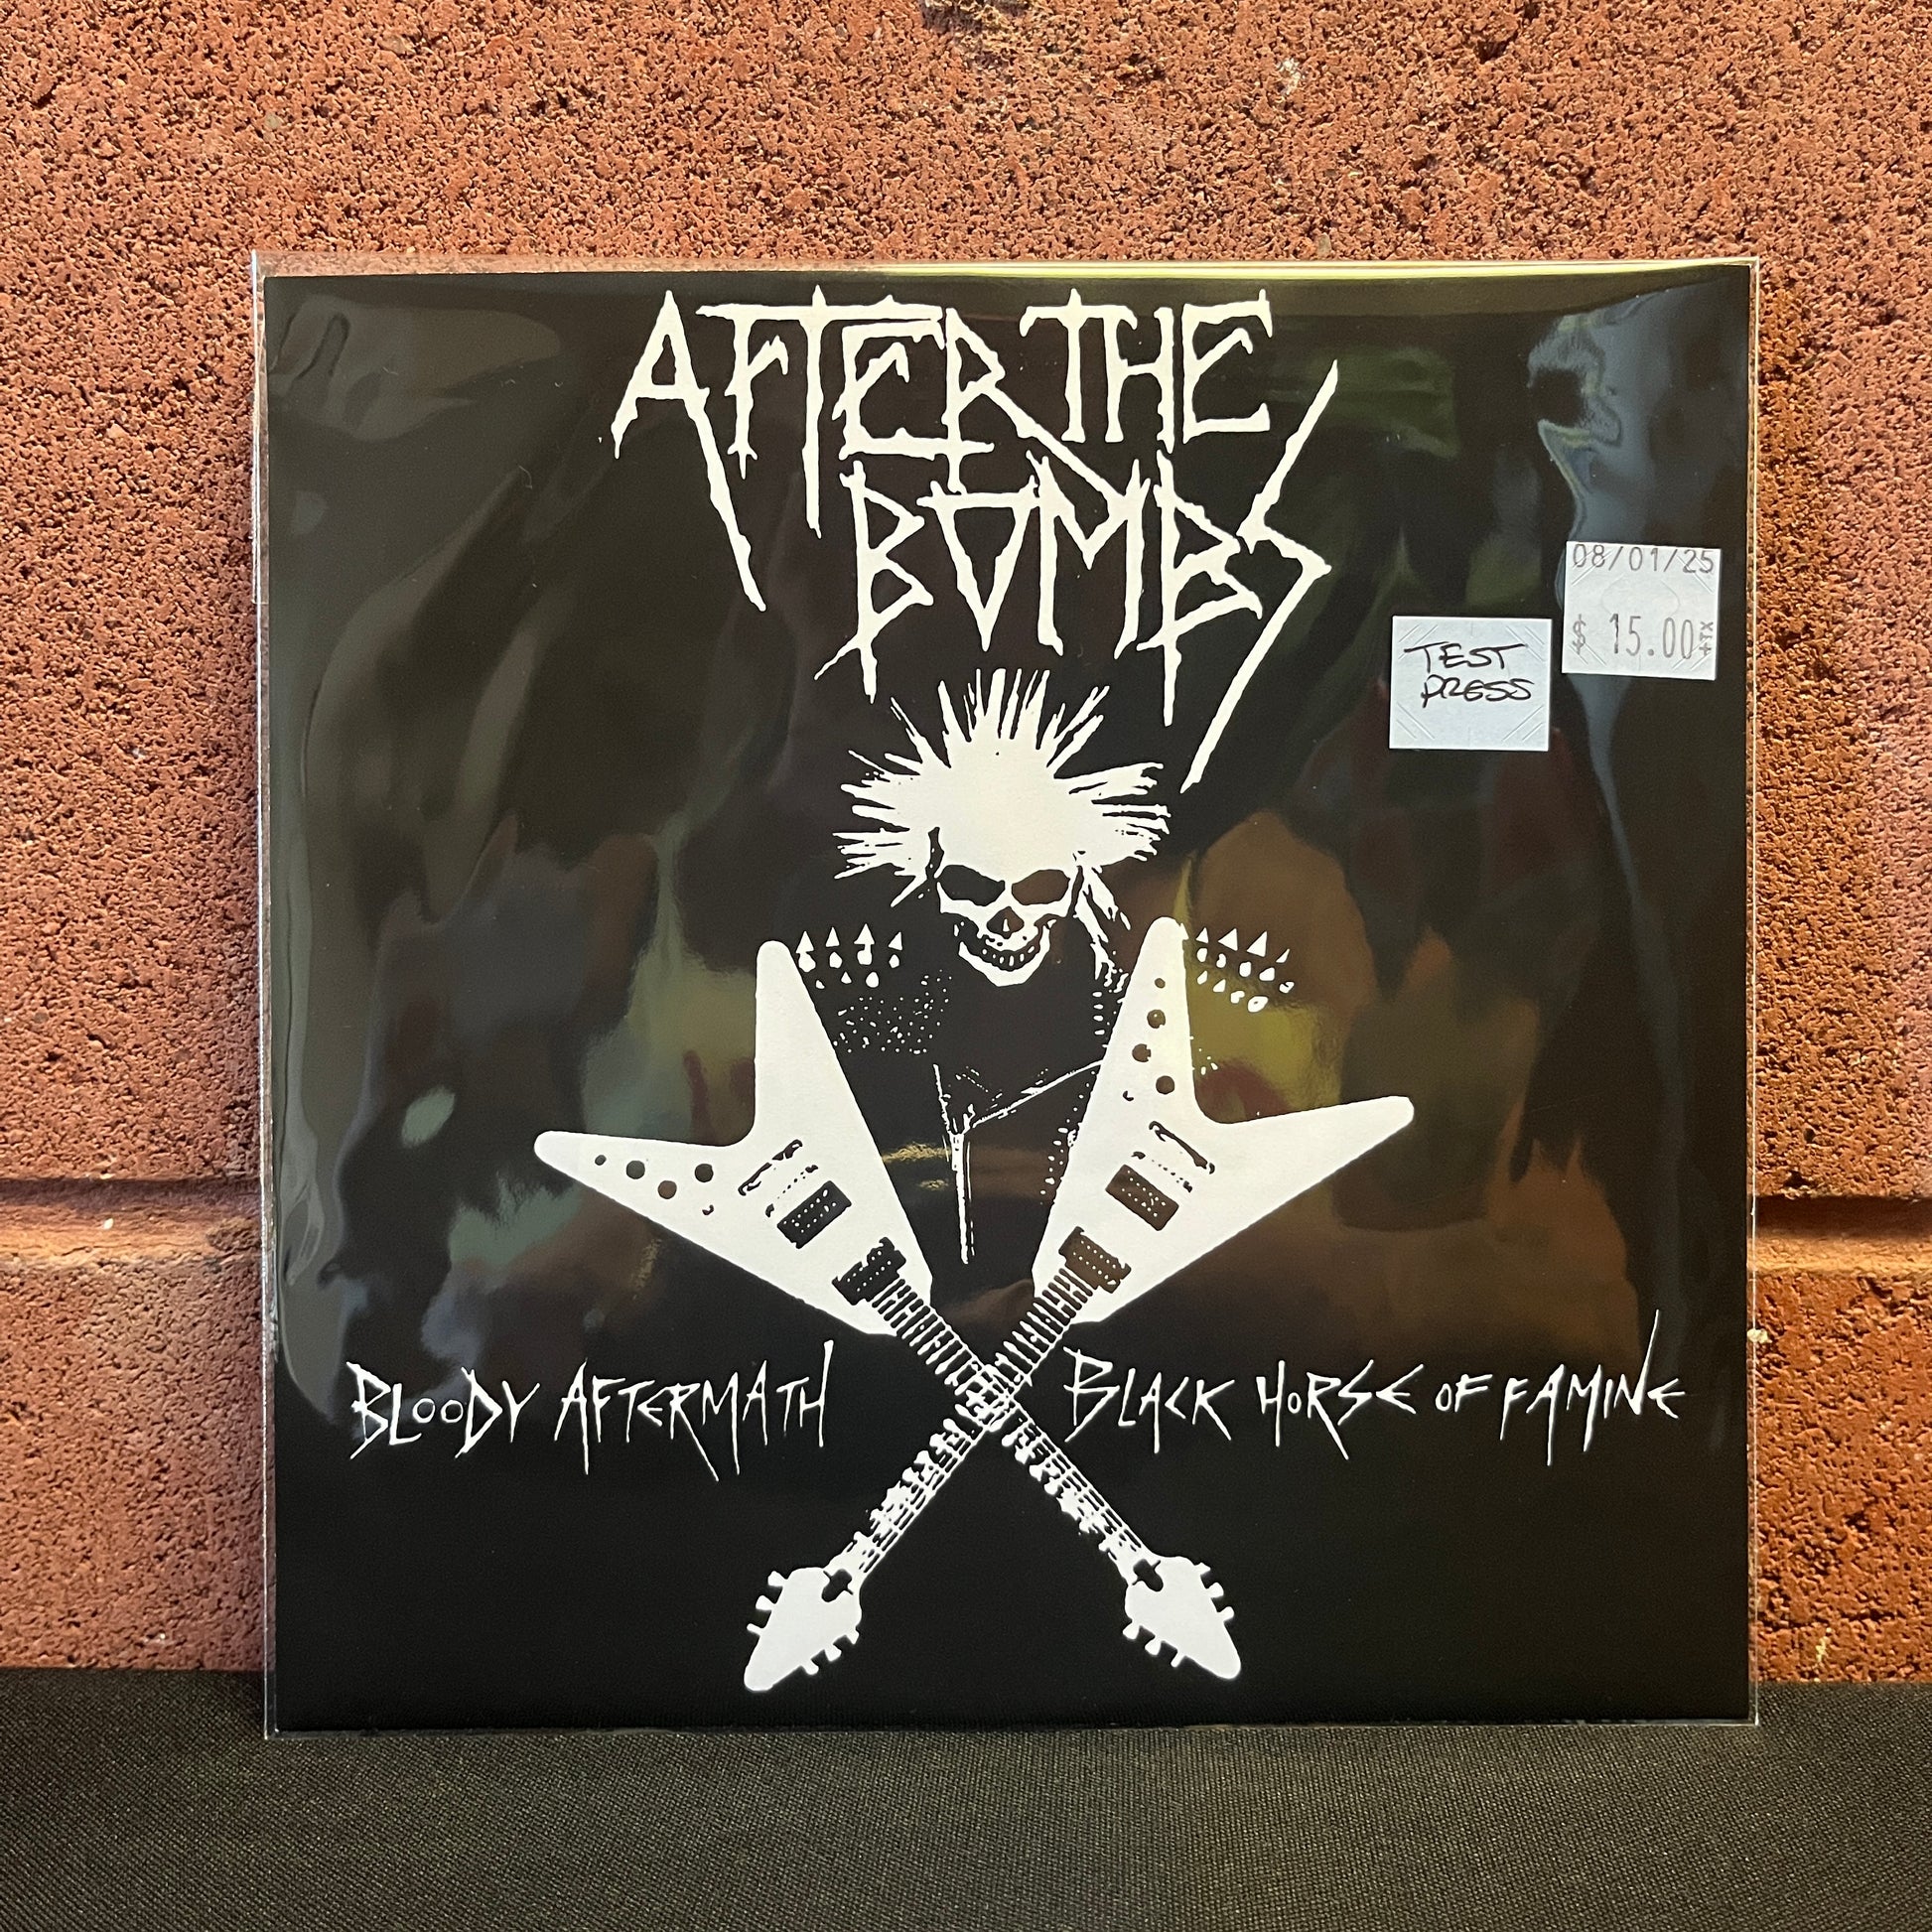 AFTER THE
BOMBS
08/01/25
$ 15.00+TX
TEST
PRESS
BLOODY AFTERMATH
BLACK HORSE OF FAMINE